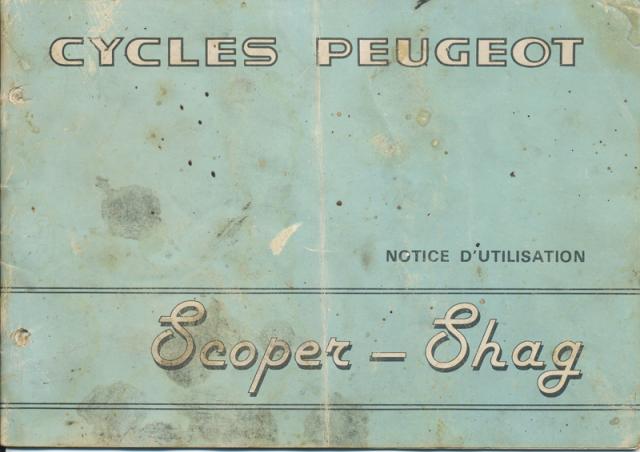 CYCLES PEUGEOT
NOTICE D'UTILISATION
Scoper – Shag